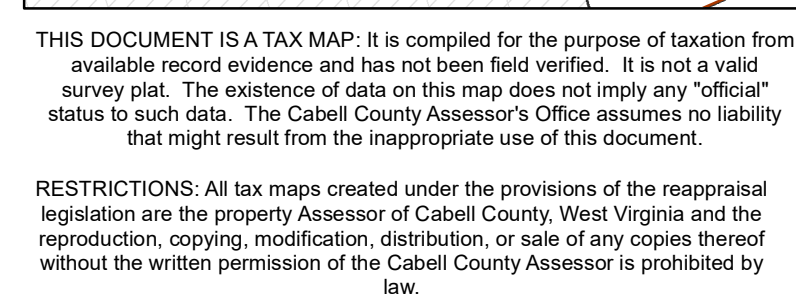 THIS DOCUMENT IS A TAX MAP: It is compiled for the purpose of taxation from
available record evidence and has not been field verified. It is not a valid
survey plat. The existence of data on this map does not imply any "official"
status to such data. The Cabell County Assessor's Office assumes no liability
that might result from the inappropriate use of this document.
RESTRICTIONS: All tax maps created under the provisions of the reappraisal
legislation are the property Assessor of Cabell County, West Virginia and the
reproduction, copying, modification, distribution, or sale of any copies thereof
without the written permission of the Cabell County Assessor is prohibited by
law.